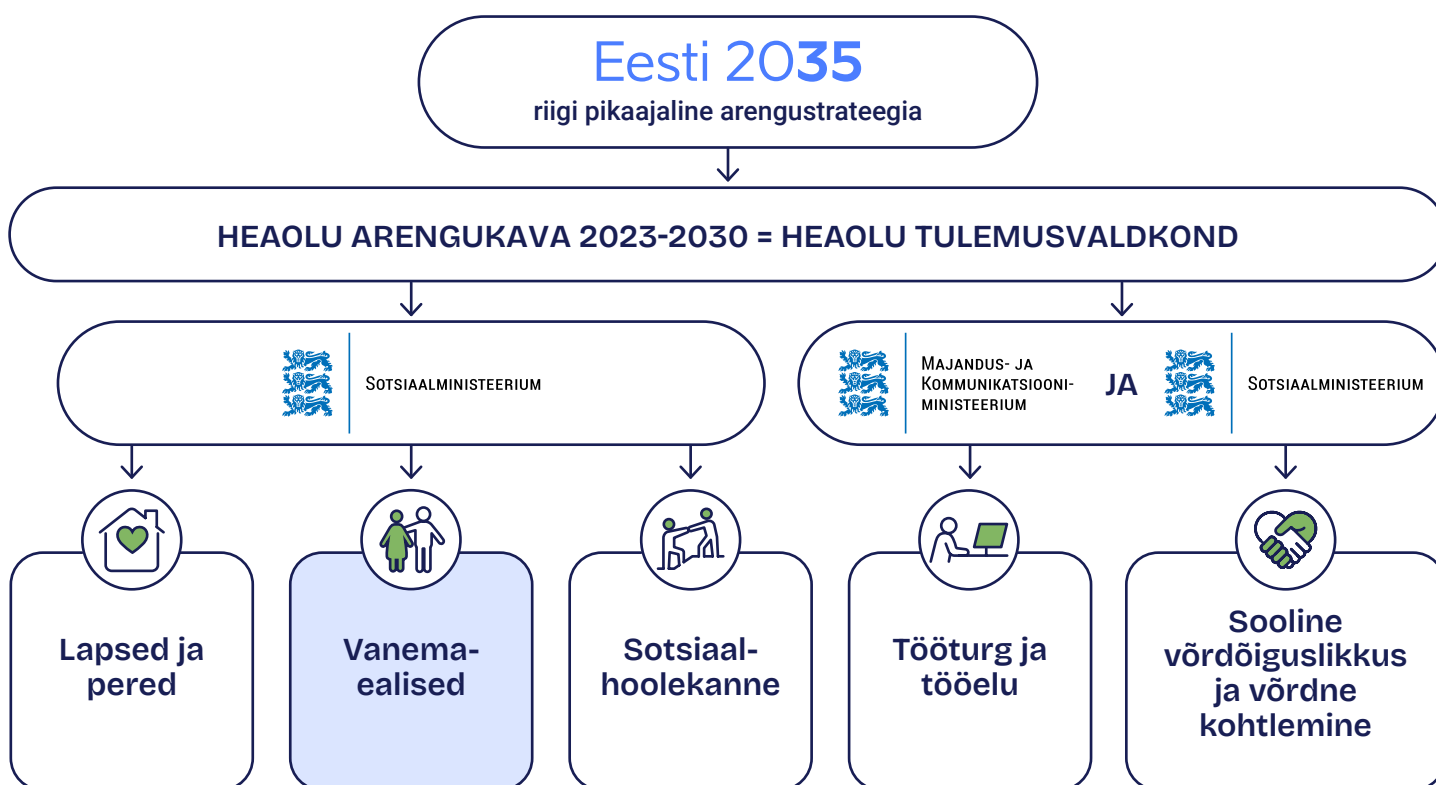 Eesti 2035
riigi pikaajaline arengustrateegia
HEAOLU ARENGUKAVA 2023-2030 = HEAOLU TULEMUSVALDKOND
SOTSIAALMINISTEERIUM
MAJANDUS- JA
KOMMUNIKATSIOONI-
MINISTEERIUM
JA
SOTSIAALMINISTEERIUM
Lapsed ja
pered
Vanema-
ealised
Sotsiaal-
hoolekanne
Tööturg ja
tööelu
Sooline
võrdõiguslikkus
ja võrdne
kohtlemine